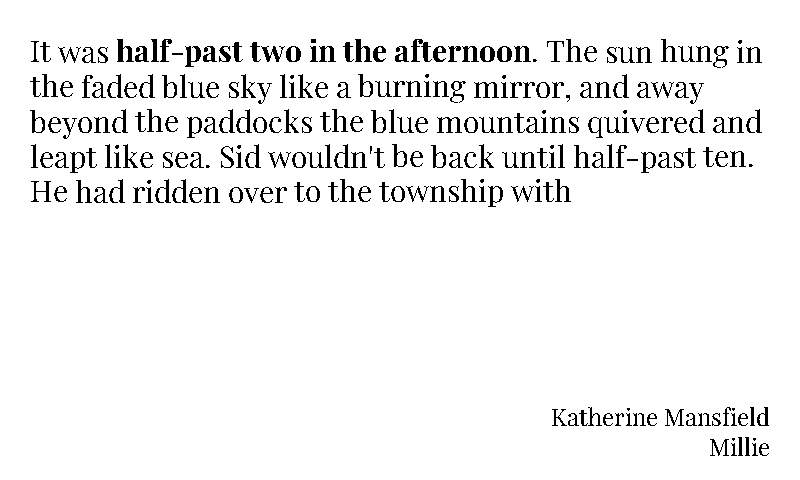 It was half-past two in the afternoon. The sun hung in
the faded blue sky like a burning mirror, and away
beyond the paddocks the blue mountains quivered and
leapt like sea. Sid wouldn't be back until half-past ten.
He had ridden over to the township with
Katherine Mansfield
Millie